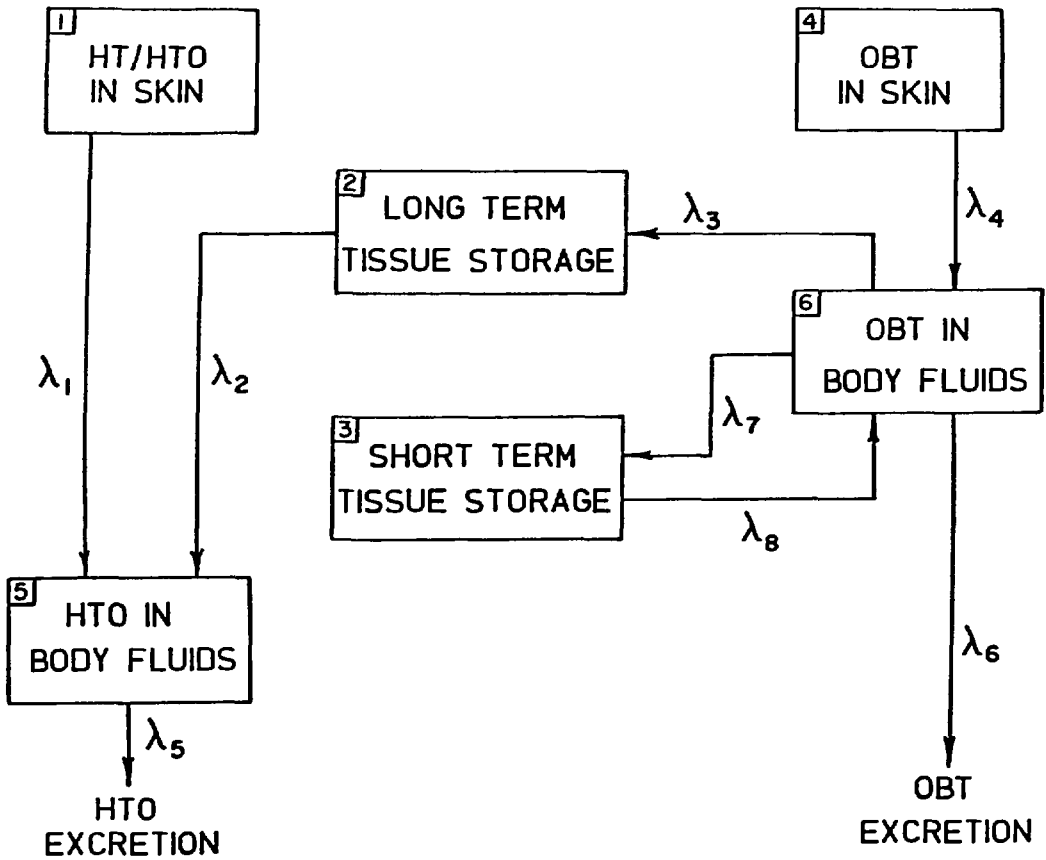 1
HT/HTO
IN SKIN
4
OBT
IN SKIN
2
LONG TERM
TISSUE STORAGE
λ3
λ4
6
OBT IN
BODY FLUIDS
λ1
λ2
λ7
3
SHORT TERM
TISSUE STORAGE
λ8
5
HTO IN
BODY FLUIDS
λ6
λ5
HTO
EXCRETION
OBT
EXCRETION